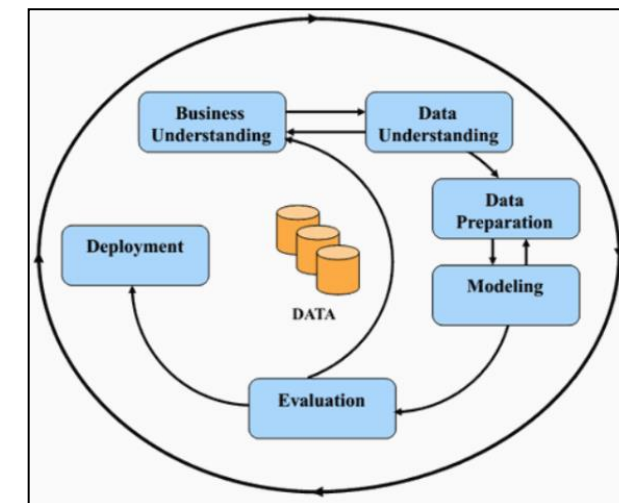 Business
Understanding
Data
Understanding
Data
Preparation
Deployment
Modeling
DATA
Evaluation